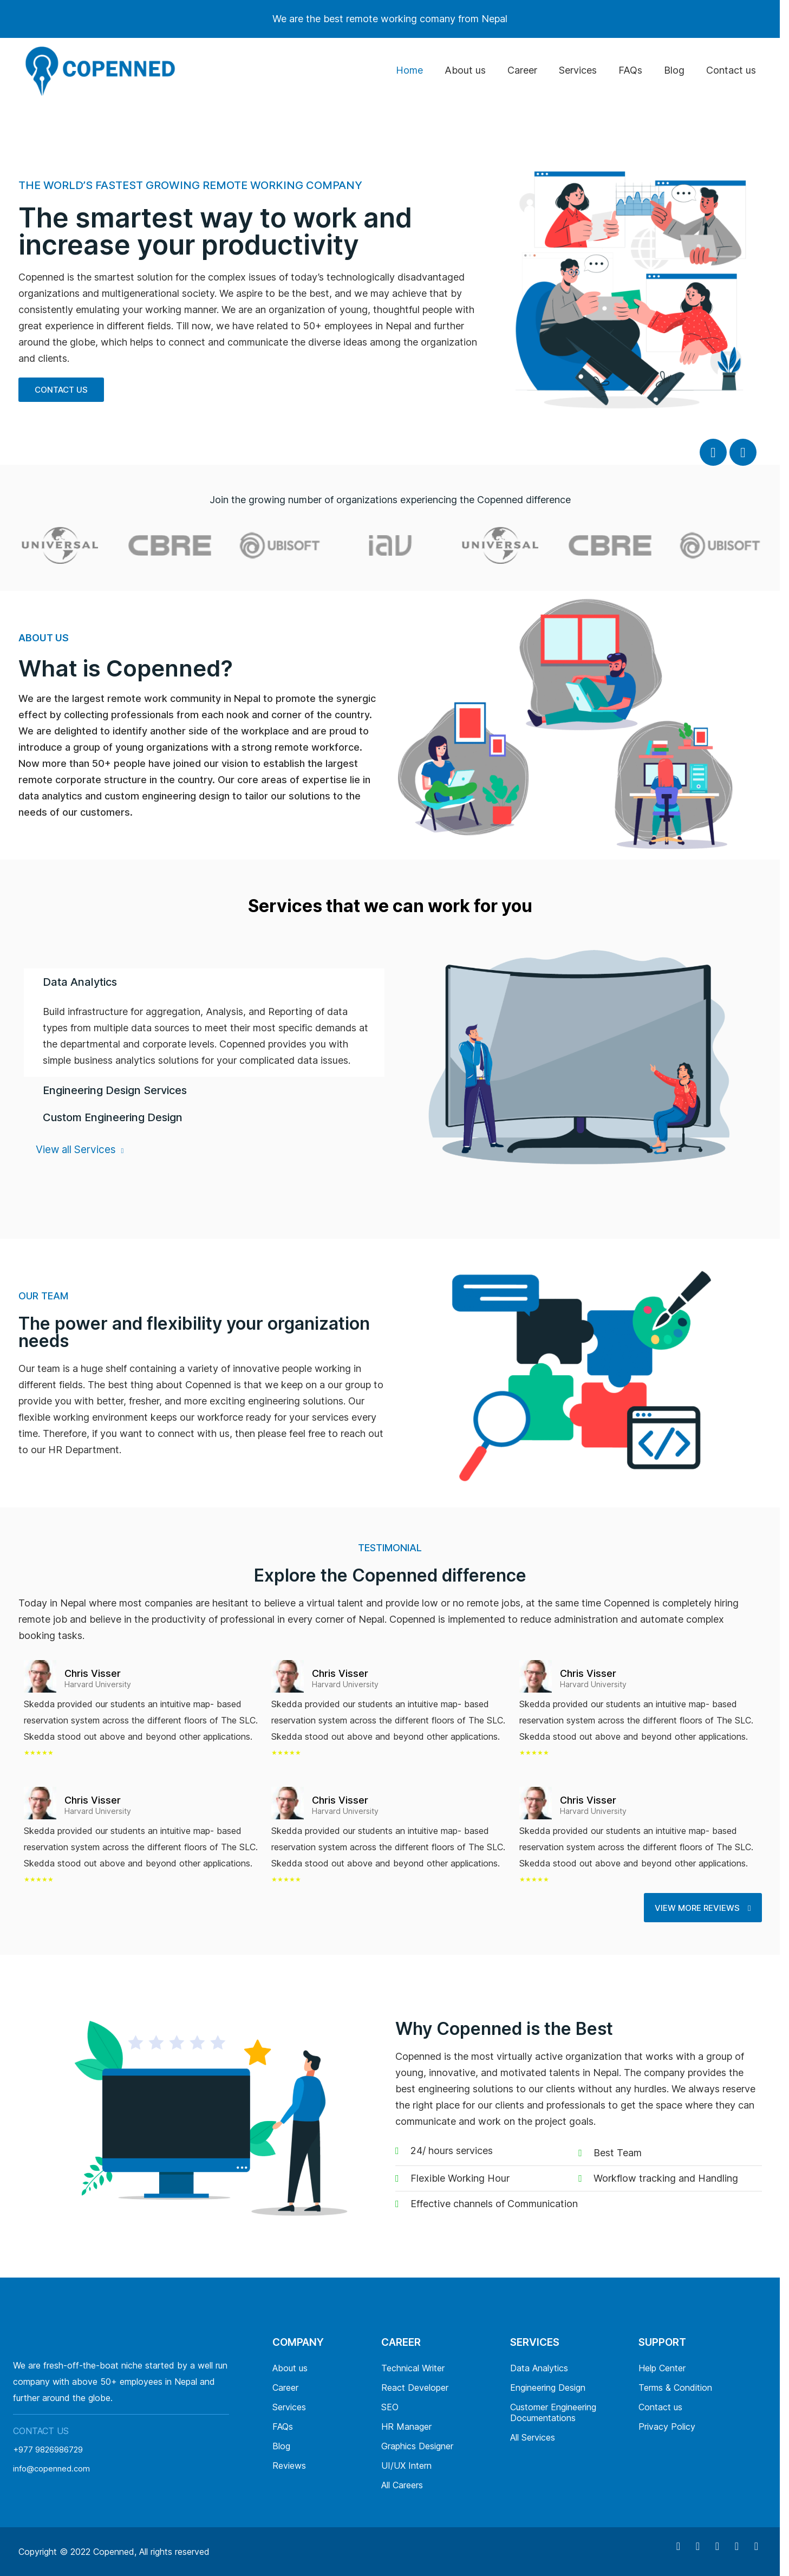 We are the best remote working comany from Nepal
COPENNED
Home About us Career Services FAQs Blog Contact us
THE WORLD'S FASTEST GROWING REMOTE WORKING COMPANY
The smartest way to work and
increase your productivity
Copenned is the smartest solution for the complex issues of today's technologically disadvantaged
organizations and multigenerational society. We aspire to be the best, and we may achieve that by
consistently emulating your working manner. We are an organization of young, thoughtful people with
great experience in different fields. Till now, we have related to 50+ employees in Nepal and further
around the globe, which helps to connect and communicate the diverse ideas among the organization
and clients.
CONTACT US
Join the growing number of organizations experiencing the Copenned difference
UNIVERSAL CBRE UBISOFT iav UNIVERSAL CBRE UBISOFT
ABOUT US
What is Copenned?
We are the largest remote work community in Nepal to promote the synergic
effect by collecting professionals from each nook and corner of the country.
We are delighted to identify another side of the workplace and are proud to
introduce a group of young organizations with a strong remote workforce.
Now more than 50+ people have joined our vision to establish the largest
remote corporate structure in the country. Our core areas of expertise lie in
data analytics and custom engineering design to tailor our solutions to the
needs of our customers.
Services that we can work for you
Data Analytics
Build infrastructure for aggregation, Analysis, and Reporting of data
types from multiple data sources to meet their most specific demands at
the departmental and corporate levels. Copenned provides you with
simple business analytics solutions for your complicated data issues.
Engineering Design Services
Custom Engineering Design
View all Services
OUR TEAM
The power and flexibility your organization
needs
Our team is a huge shelf containing a variety of innovative people working in
different fields. The best thing about Copenned is that we keep on a our group to
provide you with better, fresher, and more exciting engineering solutions. Our
flexible working environment keeps our workforce ready for your services every
time. Therefore, if you want to connect with us, then please feel free to reach out
to our HR Department.
TESTIMONIAL
Explore the Copenned difference
Today in Nepal where most companies are hesitant to believe a virtual talent and provide low or no remote jobs, at the same time Copenned is completely hiring
remote job and believe in the productivity of professional in every corner of Nepal. Copenned is implemented to reduce administration and automate complex
booking tasks.
Chris Visser
Harvard University
Skedda provided our students an intuitive map- based
reservation system across the different floors of The SLC.
Skedda stood out above and beyond other applications.
★★★★★
Chris Visser
Harvard University
Skedda provided our students an intuitive map- based
reservation system across the different floors of The SLC.
Skedda stood out above and beyond other applications.
★★★★★
Chris Visser
Harvard University
Skedda provided our students an intuitive map- based
reservation system across the different floors of The SLC.
Skedda stood out above and beyond other applications.
★★★★★
Chris Visser
Harvard University
Skedda provided our students an intuitive map- based
reservation system across the different floors of The SLC.
Skedda stood out above and beyond other applications.
★★★★★
Chris Visser
Harvard University
Skedda provided our students an intuitive map- based
reservation system across the different floors of The SLC.
Skedda stood out above and beyond other applications.
★★★★★
Chris Visser
Harvard University
Skedda provided our students an intuitive map- based
reservation system across the different floors of The SLC.
Skedda stood out above and beyond other applications.
★★★★★
VIEW MORE REVIEWS
Why Copenned is the Best
Copenned is the most virtually active organization that works with a group of
young, innovative, and motivated talents in Nepal. The company provides the
best engineering solutions to our clients without any hurdles. We always reserve
the right place for our clients and professionals to get the space where they can
communicate and work on the project goals.
24/ hours services
Best Team
Flexible Working Hour
Workflow tracking and Handling
Effective channels of Communication
We are fresh-off-the-boat niche started by a well run
company with above 50+ employees in Nepal and
further around the globe.
CONTACT US
+977 9826986729
info@copenned.com
COMPANY
About us
Career
Services
FAQs
Blog
Reviews
CAREER
Technical Writer
React Developer
SEO
HR Manager
Graphics Designer
UI/UX Intern
All Careers
SERVICES
Data Analytics
Engineering Design
Customer Engineering
Documentations
All Services
SUPPORT
Help Center
Terms & Condition
Contact us
Privacy Policy
Copyright © 2022 Copenned, All rights reserved